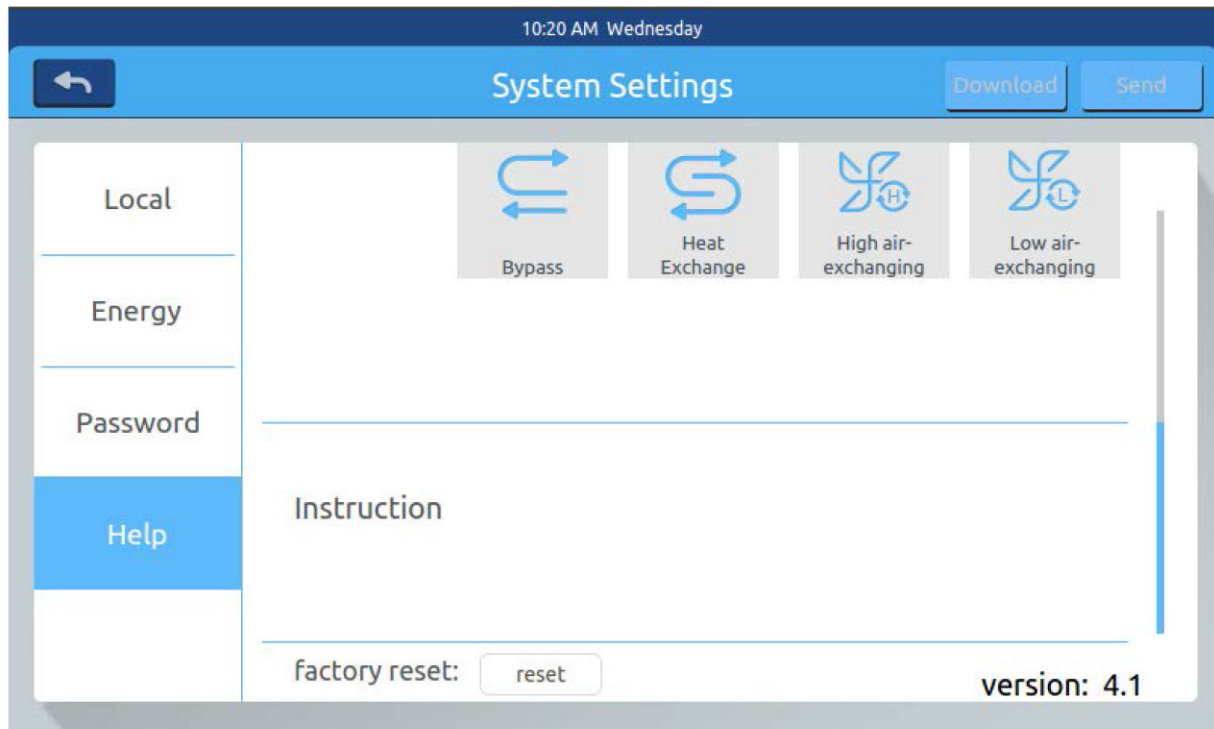 10:20 AM Wednesday
System Settings
Download
Send
Local
Energy
Password
Help
Bypass
Heat
Exchange
H
High air-
exchanging
L
Low air-
exchanging
Instruction
factory reset:
reset
version: 4.1